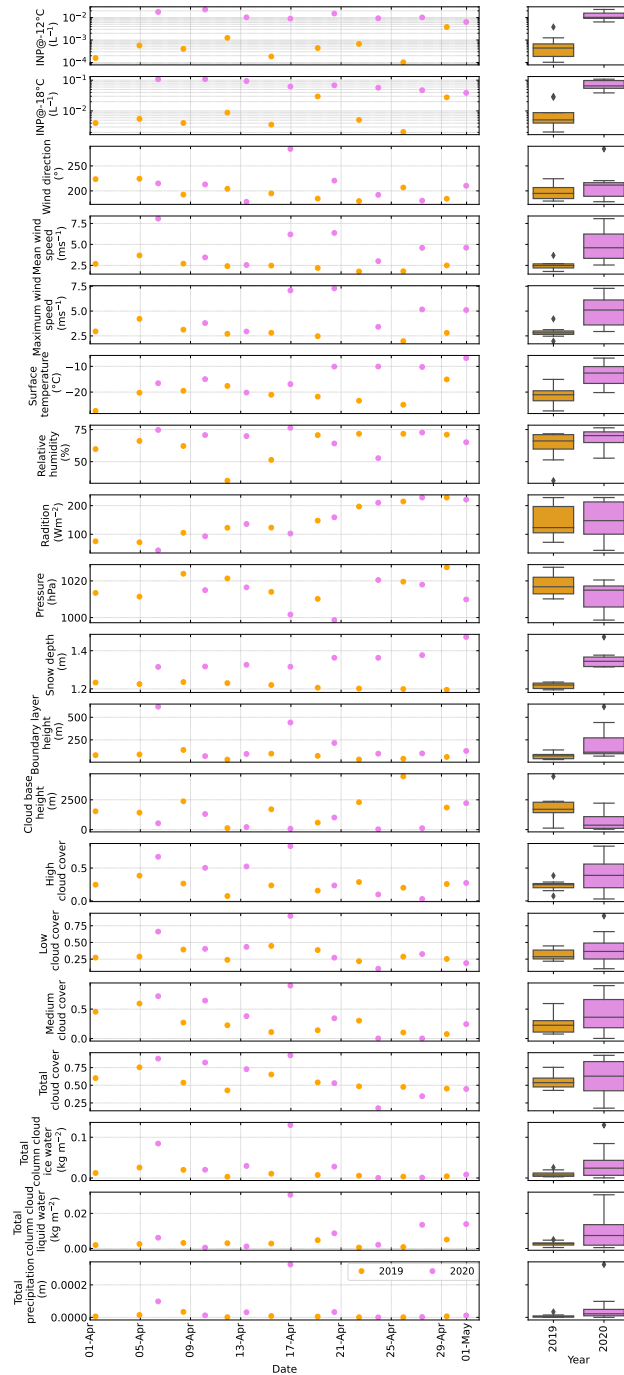 INP@-12°C
(L⁻¹)
10⁻²
10⁻³
10⁻⁴
INP@-18°C
(L⁻¹)
10⁻¹
10⁻²
Wind direction
(°)
250
200
Mean wind
speed
(ms⁻¹)
7.5
5.0
2.5
Maximum wind
speed
(ms⁻¹)
7.5
5.0
2.5
Surface
temperature
(°C)
−10
−20
Relative
humidity
(%)
75
50
Radition
(Wm⁻²)
200
100
Pressure
(hPa)
1020
1000
Snow depth
(m)
1.4
1.2
Boundary layer
height
(m)
500
250
Cloud base
height
(m)
2500
0
High
cloud cover
0.5
0.0
Low
cloud cover
0.75
0.50
0.25
Medium
cloud cover
0.5
0.0
Total
cloud cover
0.75
0.50
0.25
Total
column cloud
ice water
(kg m⁻²)
0.1
0.0
Total
column cloud
liquid water
(kg m⁻²)
0.02
0.00
Total
precipitation
(m)
0.0002
0.0000
2019 2020
01-Apr 05-Apr 09-Apr 13-Apr 17-Apr 21-Apr 25-Apr 29-Apr 01-May
Date
2019 2020
Year